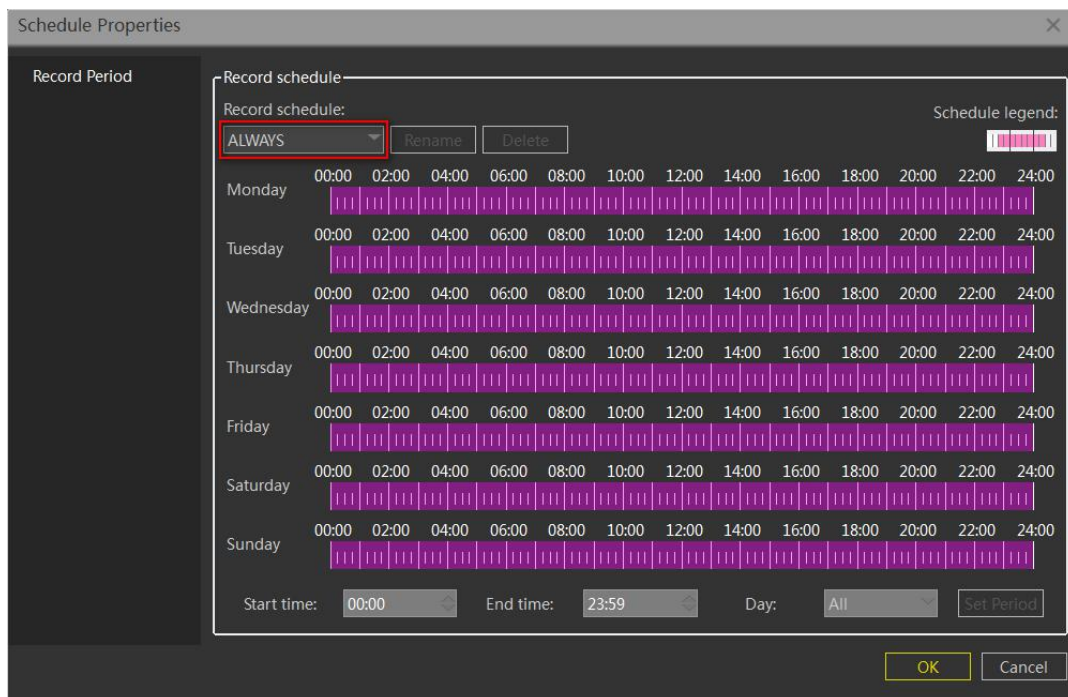 Schedule Properties
Record Period
Record schedule
Record schedule:
Schedule legend:
ALWAYS Rename Delete
00:00 02:00 04:00 06:00 08:00 10:00 12:00 14:00 16:00 18:00 20:00 22:00 24:00
Monday
00:00 02:00 04:00 06:00 08:00 10:00 12:00 14:00 16:00 18:00 20:00 22:00 24:00
Tuesday
00:00 02:00 04:00 06:00 08:00 10:00 12:00 14:00 16:00 18:00 20:00 22:00 24:00
Wednesday
00:00 02:00 04:00 06:00 08:00 10:00 12:00 14:00 16:00 18:00 20:00 22:00 24:00
Thursday
00:00 02:00 04:00 06:00 08:00 10:00 12:00 14:00 16:00 18:00 20:00 22:00 24:00
Friday
00:00 02:00 04:00 06:00 08:00 10:00 12:00 14:00 16:00 18:00 20:00 22:00 24:00
Saturday
00:00 02:00 04:00 06:00 08:00 10:00 12:00 14:00 16:00 18:00 20:00 22:00 24:00
Sunday
Start time: 00:00 End time: 23:59 Day: All Set Period
OK Cancel